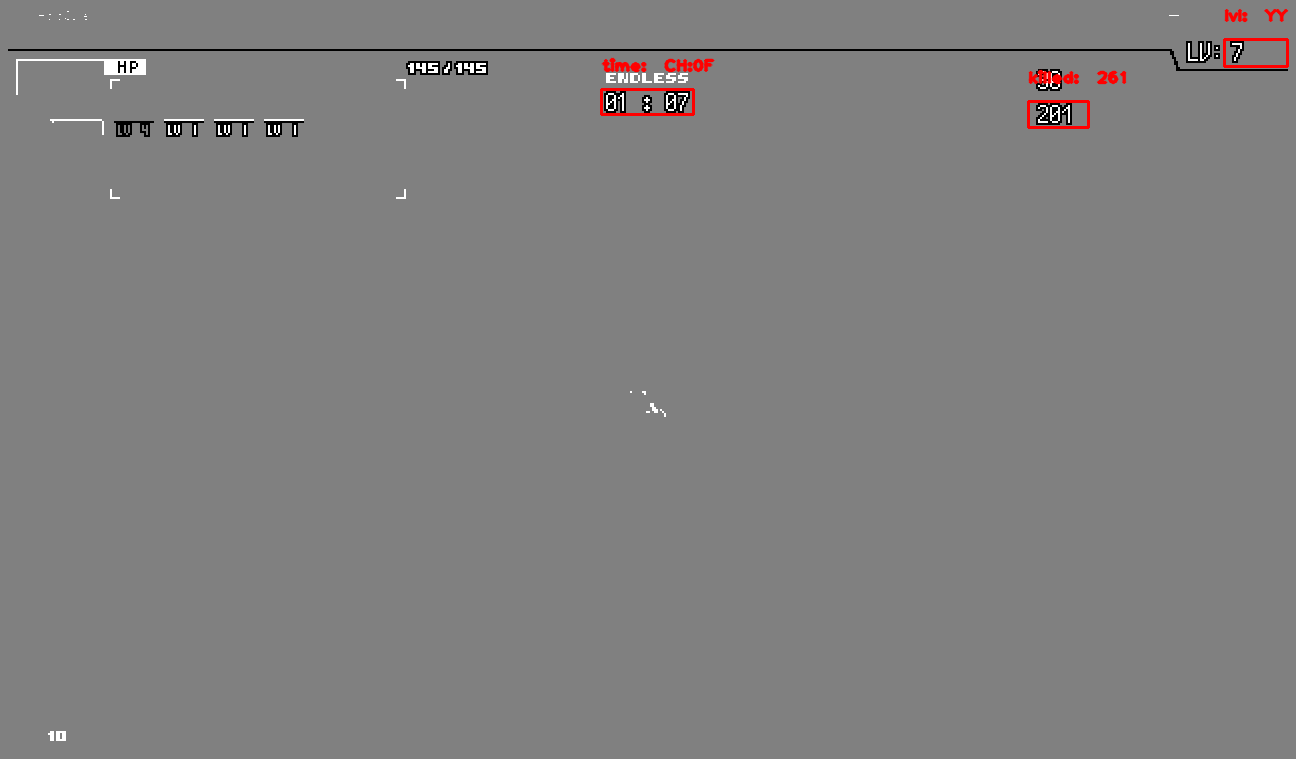 lvl: YY
LV: 7
HP 145/145
time: CH:0F
ENDLESS
killed: 261
01 : 07
201
LV 4 LV 1 LV 1 LV 1
10